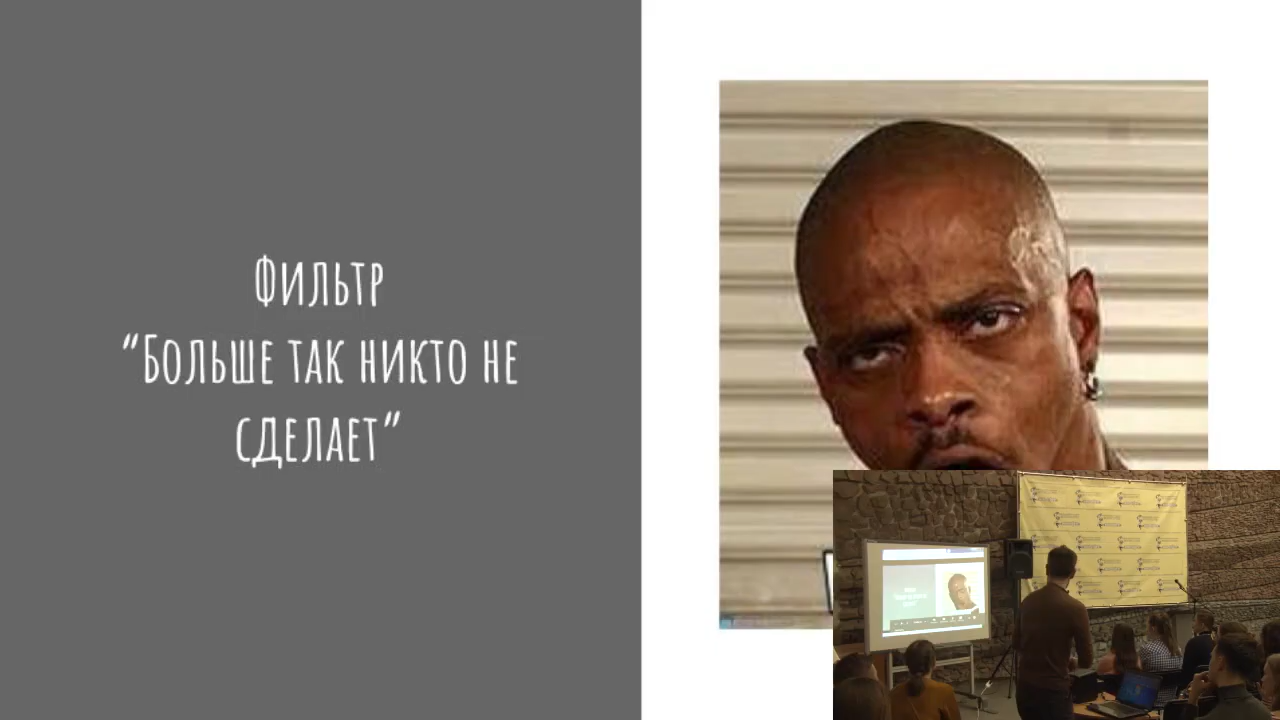 Фильтр
“Больше так никто не
сделает”